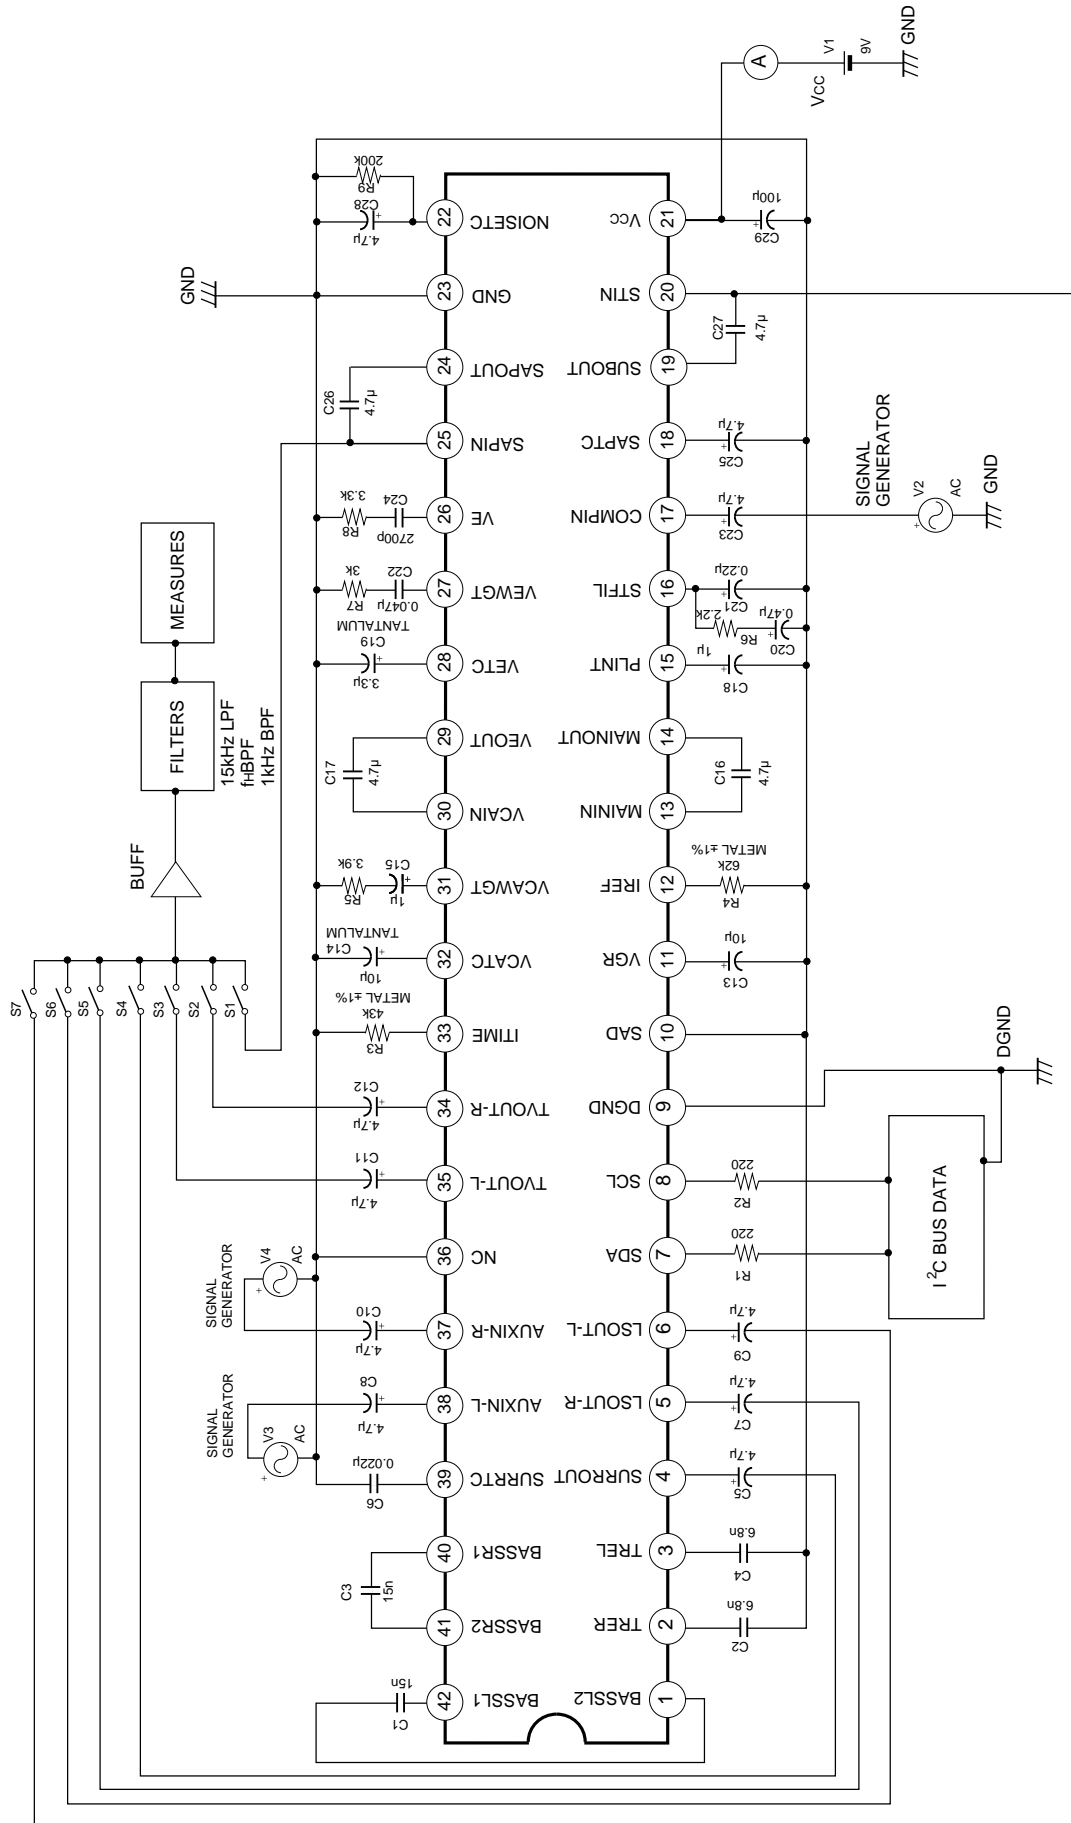 GND
A
VCC
V1
9V
GND
R9
200k
C28
4.7µ
22
NOISETC
21
VCC
C29
100µ
GND
23
GND
20
STIN
C26
4.7µ
24
SAPOUT
19
SUBOUT
C27
4.7µ
25
SAPIN
18
SAPTC
C25
4.7µ
SIGNAL
GENERATOR
V2
AC
GND
MEASURES
FILTERS
15kHz LPF
fHBPF
1kHz BPF
BUFF
R8
3.3k
C24
2700p
26
VE
17
COMPIN
C23
4.7µ
R7
3k
C22
0.047µ
27
VEWGT
16
STFIL
C21
0.22µ
R6
2.2k
C20
0.47µ
TANTALUM
C19
3.3µ
28
VETC
15
PLINT
C18
1µ
C17
4.7µ
29
VEOUT
14
MAINOUT
C16
4.7µ
30
VCAIN
13
MAININ
R5
3.9k
C15
1µ
31
VCAWGT
12
IREF
METAL ±1%
62k
R4
TANTALUM
C14
10µ
32
VCATC
11
VGR
C13
10µ
METAL ±1%
43k
R3
33
ITIME
10
SAD
S7
S6
S5
S4
S3
S2
S1
C12
4.7µ
34
TVOUT-R
9
DGND
DGND
C11
4.7µ
35
TVOUT-L
8
SCL
220
R2
I2C BUS DATA
SIGNAL
GENERATOR
V4
AC
36
NC
7
SDA
220
R1
C10
4.7µ
37
AUXIN-R
6
LSOUT-L
C9
4.7µ
SIGNAL
GENERATOR
V3
AC
C8
4.7µ
38
AUXIN-L
5
LSOUT-R
C7
4.7µ
C6
0.022µ
39
SURRTC
4
SURROUT
C5
4.7µ
C3
15n
40
BASSR1
3
TREL
C4
6.8n
41
BASSR2
2
TRER
C2
6.8n
C1
15n
42
BASSL1
1
BASSL2